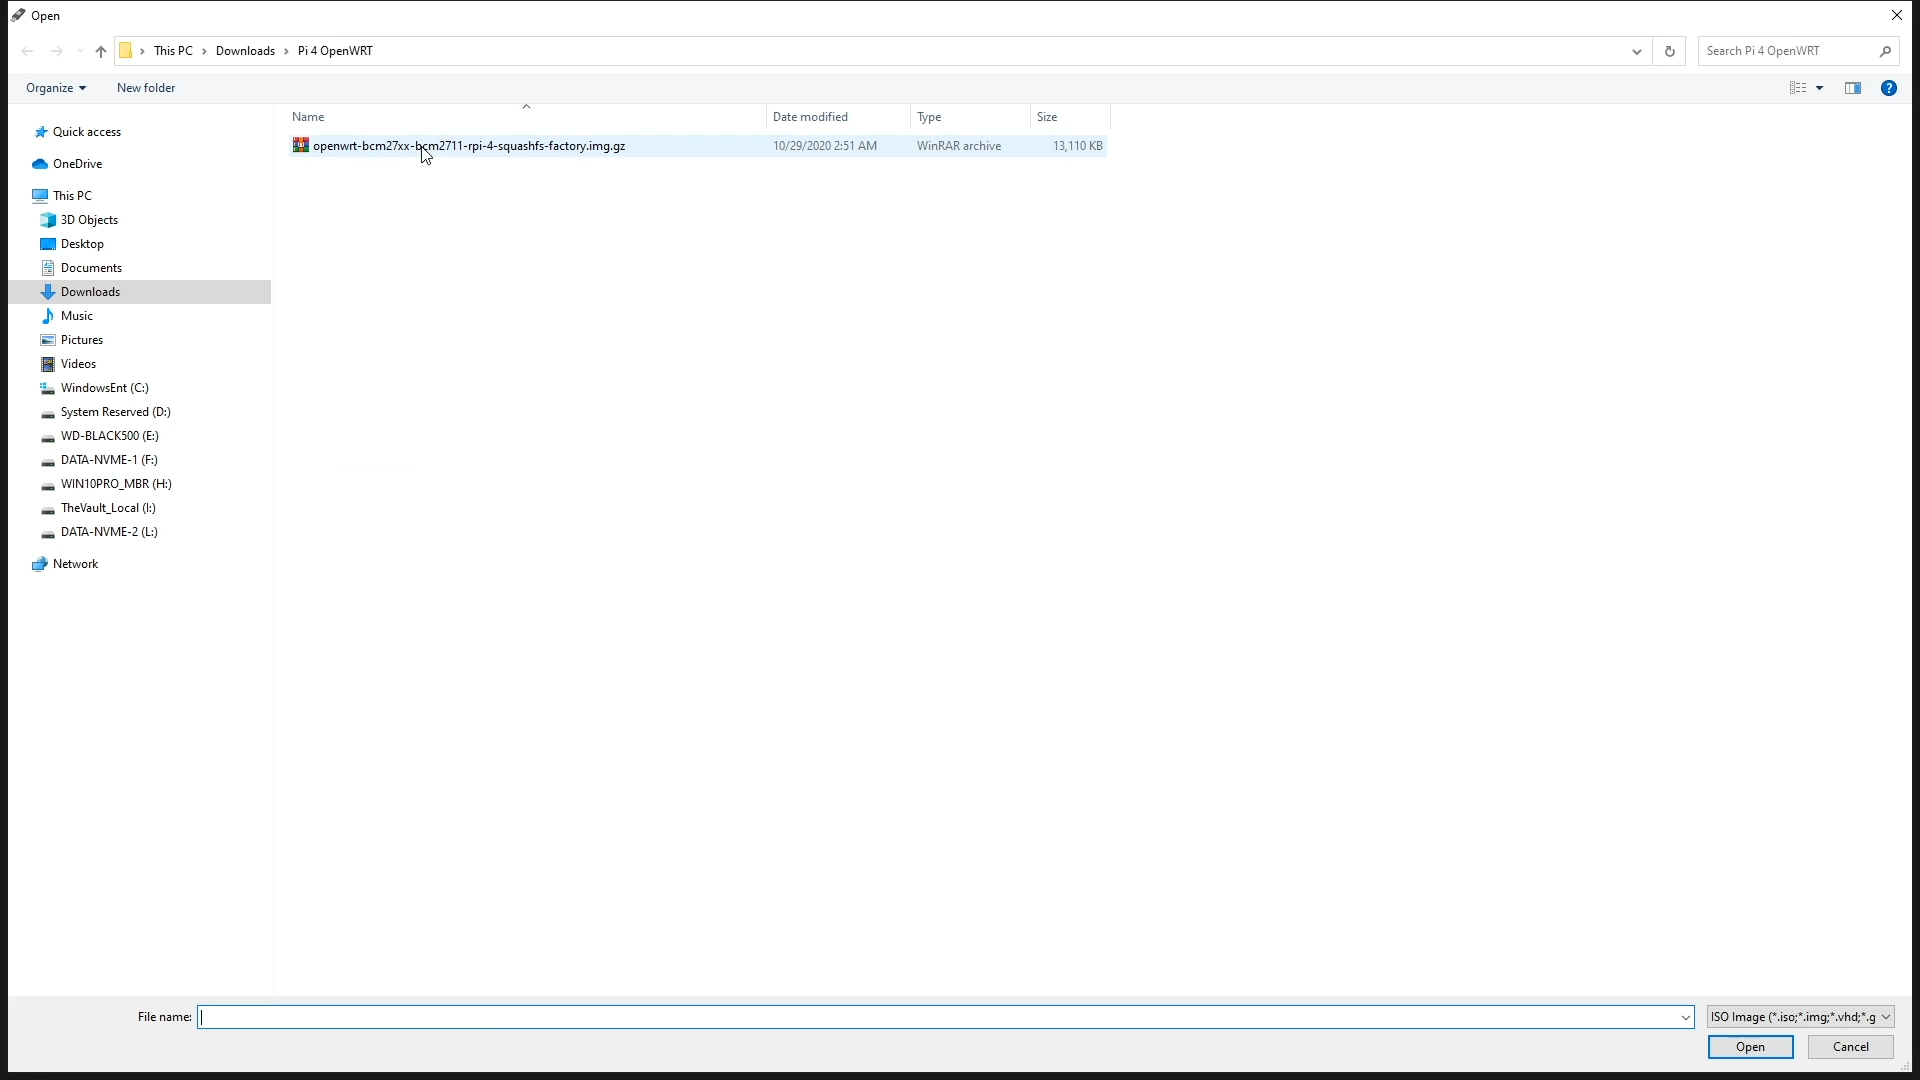 Open
This PC > Downloads > Pi 4 OpenWRT
Search Pi 4 OpenWRT
Organize
New folder
Name
Date modified
Type
Size
openwrt-bcm27xx-bcm2711-rpi-4-squashfs-factory.img.gz
10/29/2020 2:51 AM
WinRAR archive
13,110 KB
Quick access
OneDrive
This PC
3D Objects
Desktop
Documents
Downloads
Music
Pictures
Videos
WindowsEnt (C:)
System Reserved (D:)
WD-BLACK500 (E:)
DATA-NVME-1 (F:)
WIN10PRO_MBR (H:)
TheVault_Local (I:)
DATA-NVME-2 (L:)
Network
File name:
ISO Image (*.iso;*.img;*.vhd;*.g
Open
Cancel